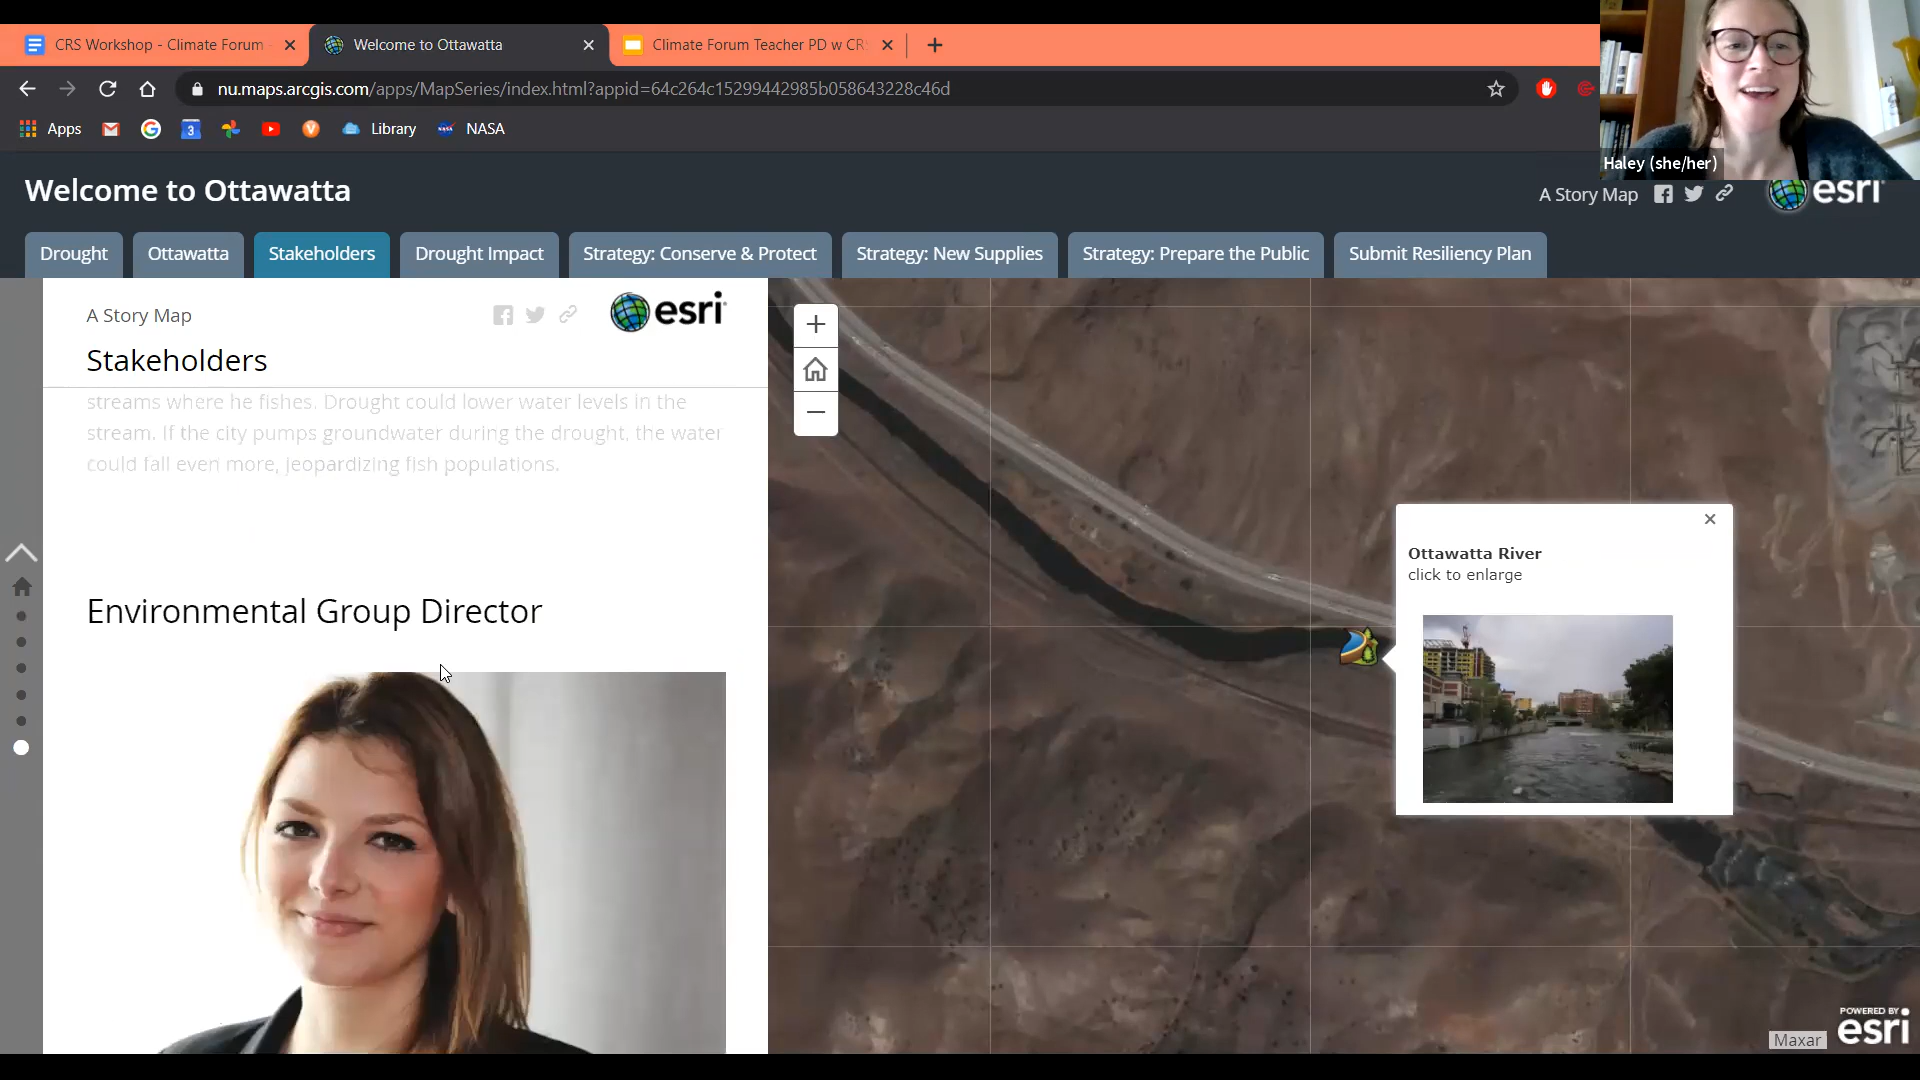 CRS Workshop - Climate Forum
Welcome to Ottawatta
Climate Forum Teacher PD w CRS
nu.maps.arcgis.com/apps/MapSeries/index.html?appid=64c264c15299442985b058643228c46d
Apps
3
Library
NASA
NASA
Haley (she/her)
Welcome to Ottawatta
A Story Map
esri
Drought
Ottawatta
Stakeholders
Drought Impact
Strategy: Conserve & Protect
Strategy: New Supplies
Strategy: Prepare the Public
Submit Resiliency Plan
A Story Map
esri
Stakeholders
streams where he fishes. Drought could lower water levels in the
stream. If the city pumps groundwater during the drought, the water
could fall even more, jeopardizing fish populations.
Environmental Group Director
Ottawatta River
click to enlarge
POWERED BY
esri
Maxar